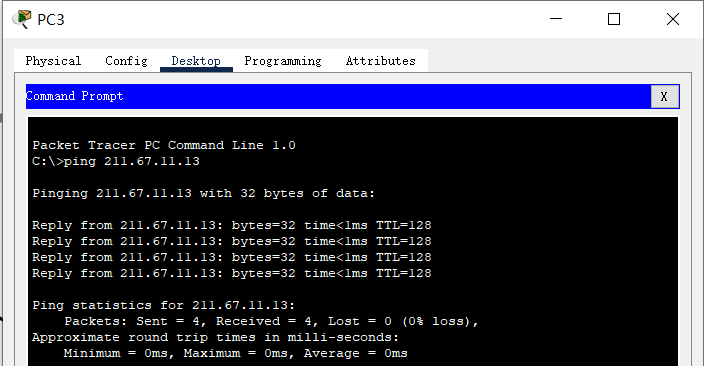 PC3
Physical Config Desktop Programming Attributes
Command Prompt
X
Packet Tracer PC Command Line 1.0
C:\>ping 211.67.11.13
Pinging 211.67.11.13 with 32 bytes of data:
Reply from 211.67.11.13: bytes=32 time<1ms TTL=128
Reply from 211.67.11.13: bytes=32 time<1ms TTL=128
Reply from 211.67.11.13: bytes=32 time<1ms TTL=128
Reply from 211.67.11.13: bytes=32 time<1ms TTL=128
Ping statistics for 211.67.11.13:
Packets: Sent = 4, Received = 4, Lost = 0 (0% loss),
Approximate round trip times in milli-seconds:
Minimum = 0ms, Maximum = 0ms, Average = 0ms